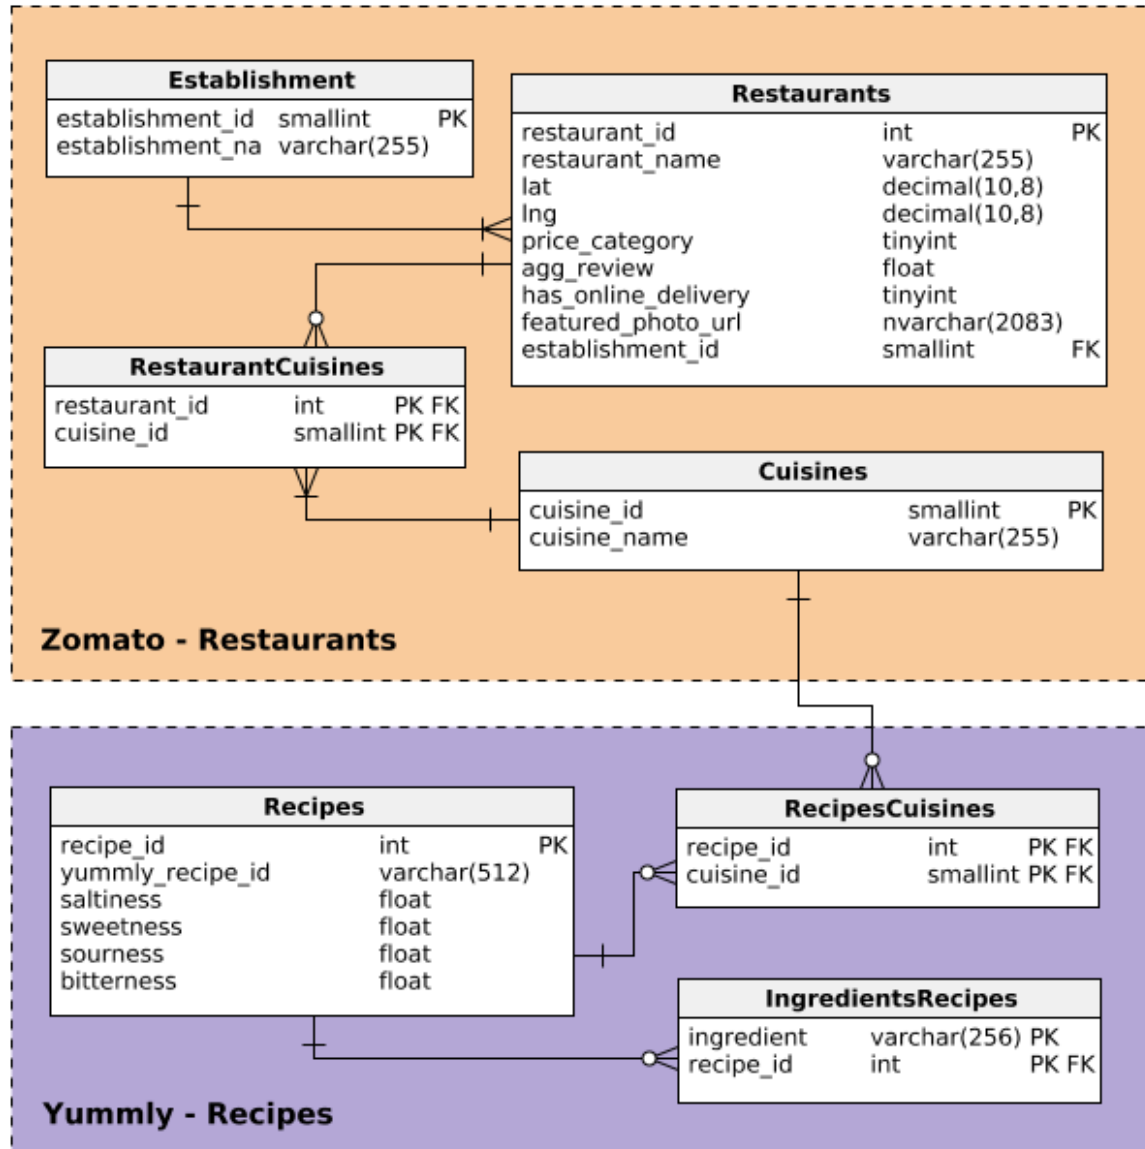 Establishment
establishment_id smallint PK
establishment_na varchar(255)
Restaurants
restaurant_id int PK
restaurant_name varchar(255)
lat decimal(10,8)
lng decimal(10,8)
price_category tinyint
agg_review float
has_online_delivery tinyint
featured_photo_url nvarchar(2083)
establishment_id smallint FK
RestaurantCuisines
restaurant_id int PK FK
cuisine_id smallint PK FK
Cuisines
cuisine_id smallint PK
cuisine_name varchar(255)
Zomato - Restaurants
Recipes
recipe_id int PK
yummly_recipe_id varchar(512)
saltiness float
sweetness float
sourness float
bitterness float
RecipesCuisines
recipe_id int PK FK
cuisine_id smallint PK FK
IngredientsRecipes
ingredient varchar(256) PK
recipe_id int PK FK
Yummly - Recipes